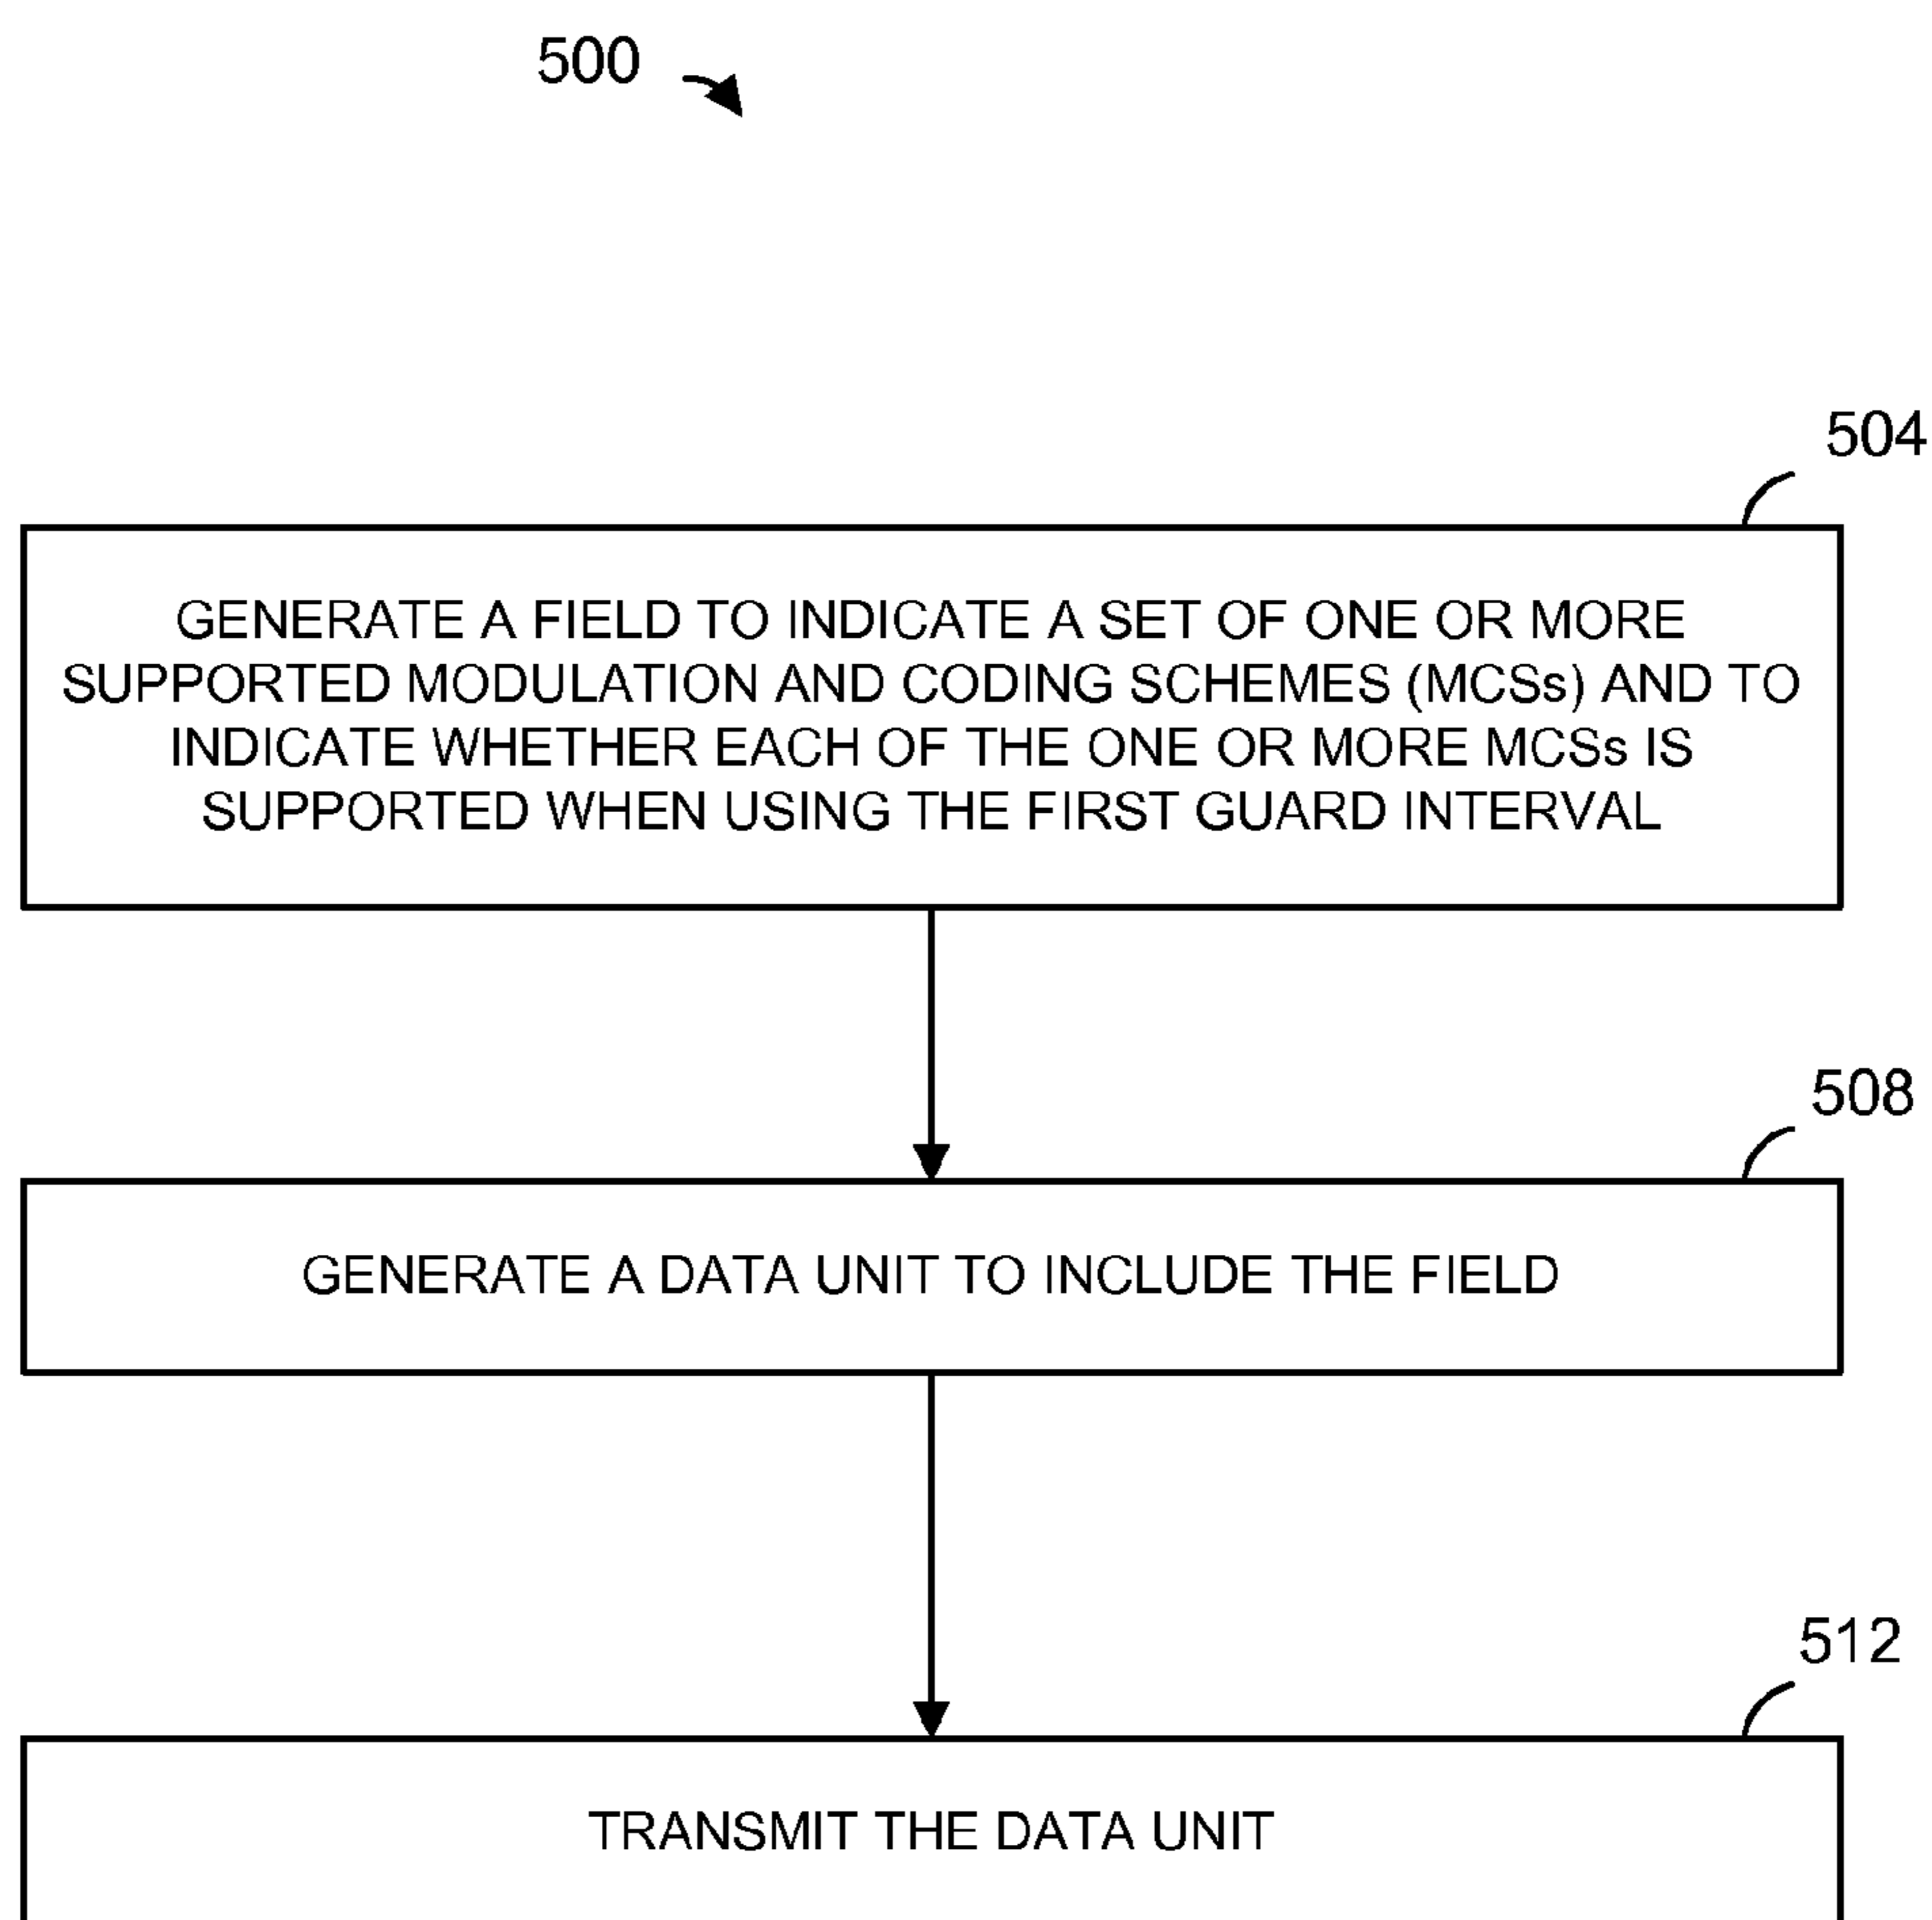 500
504
GENERATE A FIELD TO INDICATE A SET OF ONE OR MORE
SUPPORTED MODULATION AND CODING SCHEMES (MCSs) AND TO
INDICATE WHETHER EACH OF THE ONE OR MORE MCSs IS
SUPPORTED WHEN USING THE FIRST GUARD INTERVAL
508
GENERATE A DATA UNIT TO INCLUDE THE FIELD
512
TRANSMIT THE DATA UNIT